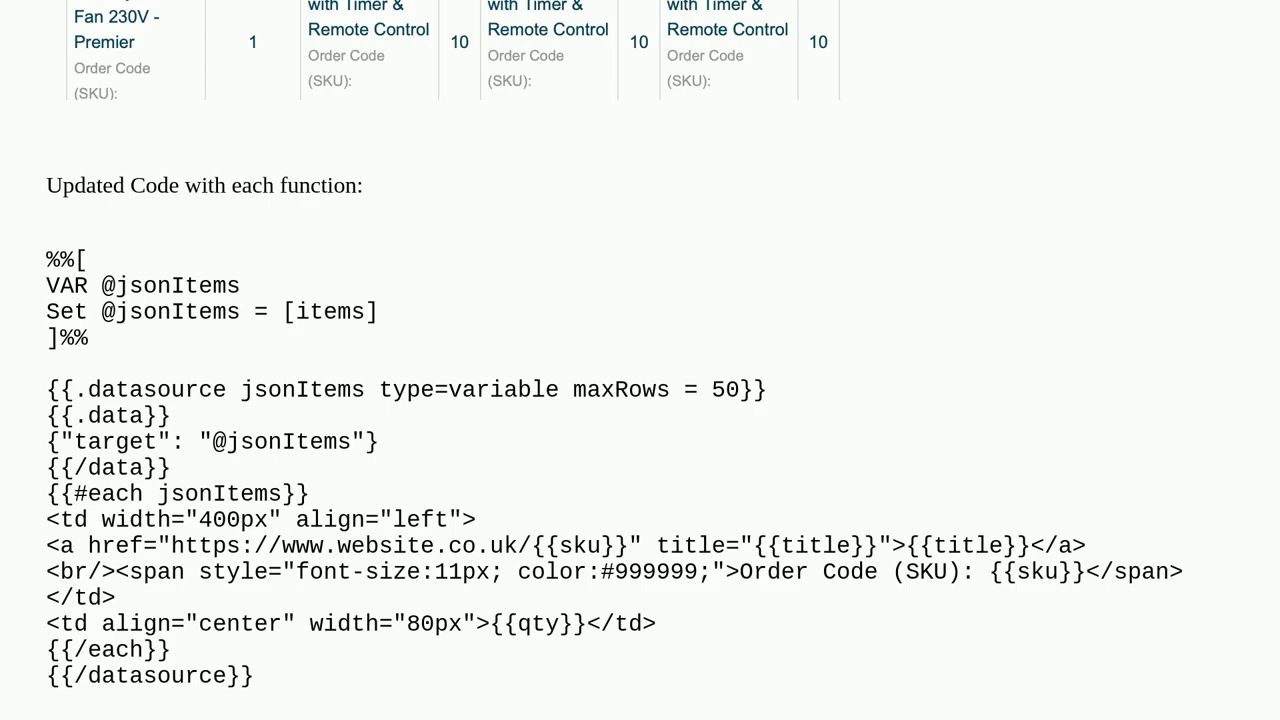 with Timer &
with Timer &
with Timer &
Fan 230V -
Premier
1
Remote Control
10
Remote Control
10
Remote Control
10
Order Code
(SKU):
Order Code
(SKU):
Order Code
(SKU):
Order Code
(SKU):
Updated Code with each function:
%%[
VAR @jsonItems
Set @jsonItems = [items]
]%%
{{.datasource jsonItems type=variable maxRows = 50}}
{{.data}}
{"target": "@jsonItems"}
{{/data}}
{{#each jsonItems}}
<td width="400px" align="left">
<a href="https://www.website.co.uk/{{sku}}" title="{{title}}">{{title}}</a>
<br/><span style="font-size:11px; color:#999999;">Order Code (SKU): {{sku}}</span>
</td>
<td align="center" width="80px">{{qty}}</td>
{{/each}}
{{/datasource}}